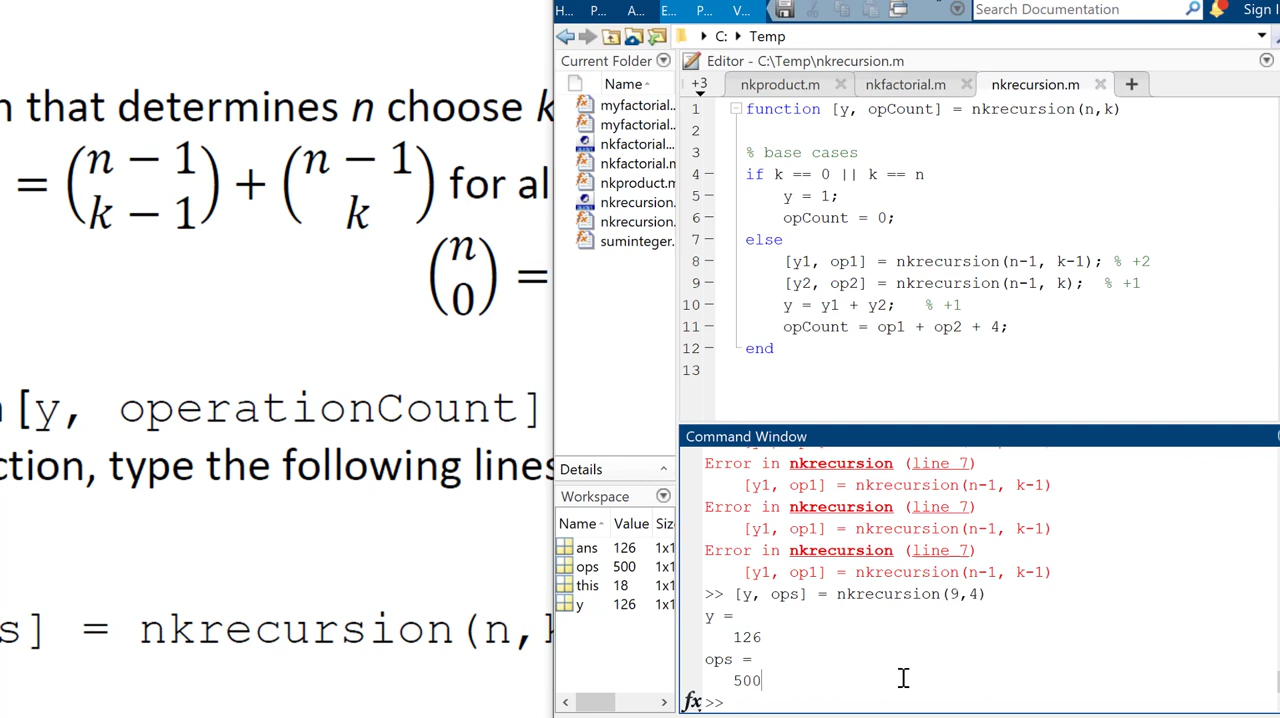 n that determines n choose k
= (n − 1 k − 1) + (n − 1 k) for al
(n 0) =
[y, operationCount]
ction, type the following lines
s] = nkrecursion(n,k
H... P... A... E... P... V...
Search Documentation
Sign I
C: Temp
Current Folder
Name
myfactorial..
myfactorial..
nkfactorial...
nkfactorial.m
nkproduct.m
nkrecursion.
nkrecursion.
suminteger.
Details
Workspace
Name Value Siz
ans 126 1x1
ops 500 1x1
this 18 1x1
y 126 1x1
Editor - C:\Temp\nkrecursion.m
+3 nkproduct.m nkfactorial.m nkrecursion.m +
1 function [y, opCount] = nkrecursion(n,k)
2
3 % base cases
4 if k == 0 || k == n
5 y = 1;
6 opCount = 0;
7 else
8 [y1, op1] = nkrecursion(n-1, k-1); % +2
9 [y2, op2] = nkrecursion(n-1, k); % +1
10 y = y1 + y2; % +1
11 opCount = op1 + op2 + 4;
12 end
13
Command Window
Error in nkrecursion (line 7)
[y1, op1] = nkrecursion(n-1, k-1)
Error in nkrecursion (line 7)
[y1, op1] = nkrecursion(n-1, k-1)
Error in nkrecursion (line 7)
[y1, op1] = nkrecursion(n-1, k-1)
>> [y, ops] = nkrecursion(9,4)
y =
126
ops =
500
fx >>